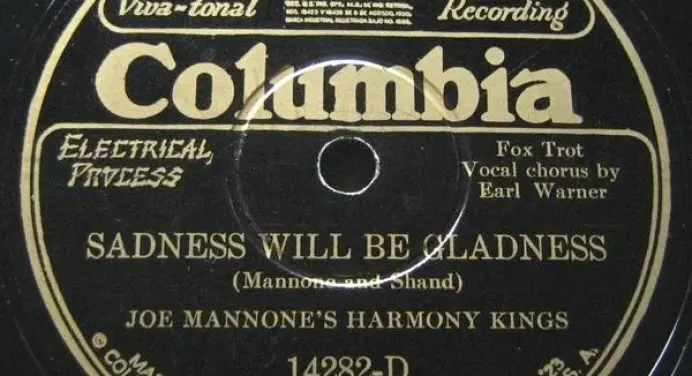 Viva-tonal Recording
Columbia
ELECTRICAL
PROCESS
Fox Trot
Vocal chorus by
Earl Warner
SADNESS WILL BE GLADNESS
(Mannone and Shand)
JOE MANNONE'S HARMONY KINGS
14282-D